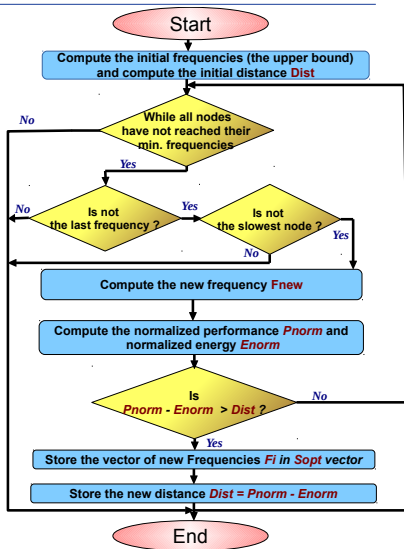 Start
Compute the initial frequencies (the upper bound)
and compute the initial distance Dist
While all nodes
have not reached their
min. frequencies
No
Yes
Is not
the last frequency ?
No
Yes
Is not
the slowest node ?
Yes
No
Compute the new frequency Fnew
Compute the normalized performance Pnorm and
normalized energy Enorm
Is
Pnorm - Enorm > Dist ?
No
Yes
Store the vector of new Frequencies Fi in Sopt vector
Store the new distance Dist = Pnorm - Enorm
End